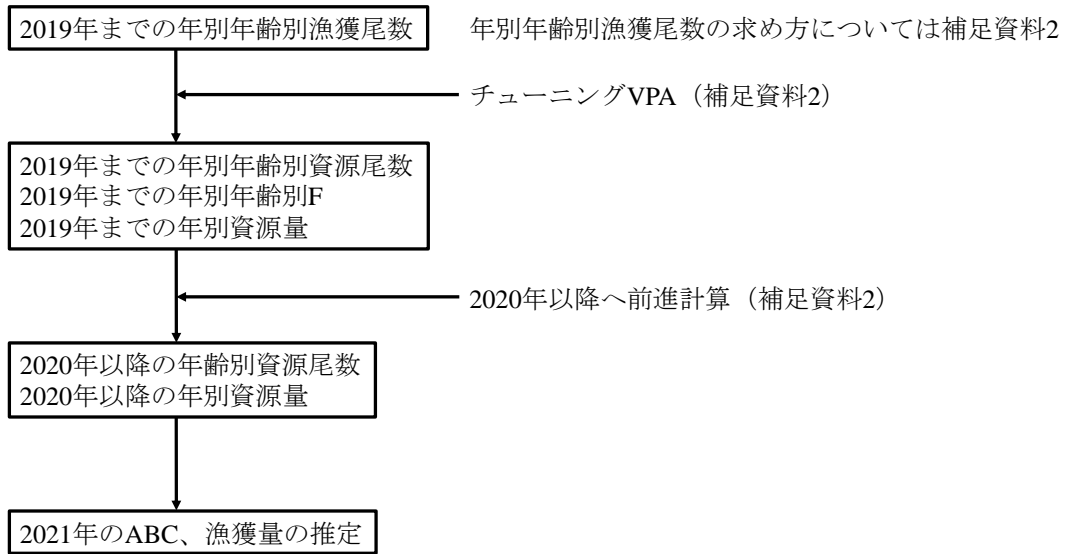 2019年までの年別年齢別漁獲尾数
年別年齢別漁獲尾数の求め方については補足資料2
チューニングVPA（補足資料2）
2019年までの年別年齢別資源尾数
2019年までの年別年齢別F
2019年までの年別資源量
2020年以降へ前進計算（補足資料2）
2020年以降の年齢別資源尾数
2020年以降の年別資源量
2021年のABC、漁獲量の推定